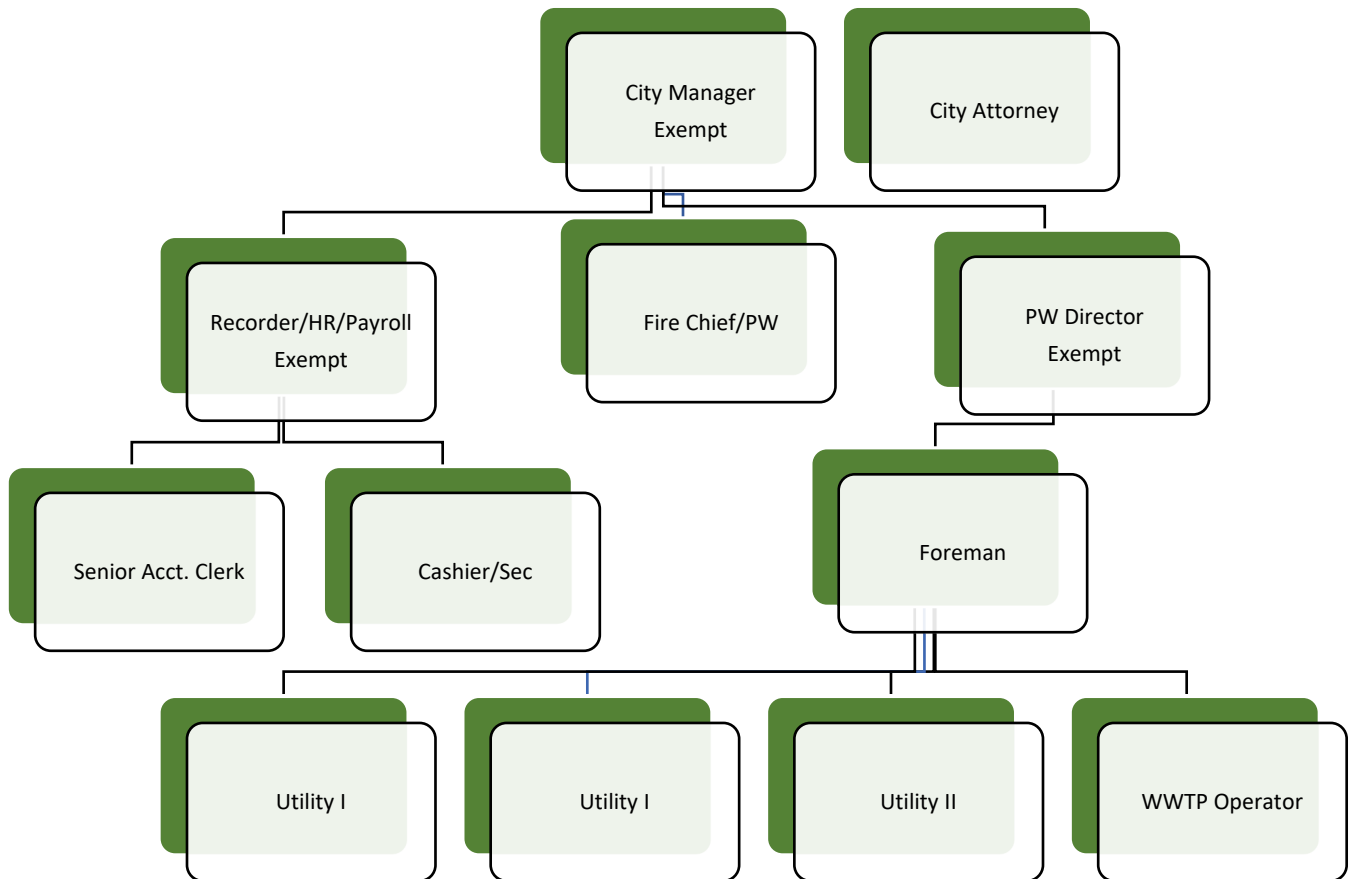 City Manager
Exempt
City Attorney
Recorder/HR/Payroll
Exempt
Fire Chief/PW
PW Director
Exempt
Senior Acct. Clerk
Cashier/Sec
Foreman
Utility I
Utility I
Utility II
WWTP Operator